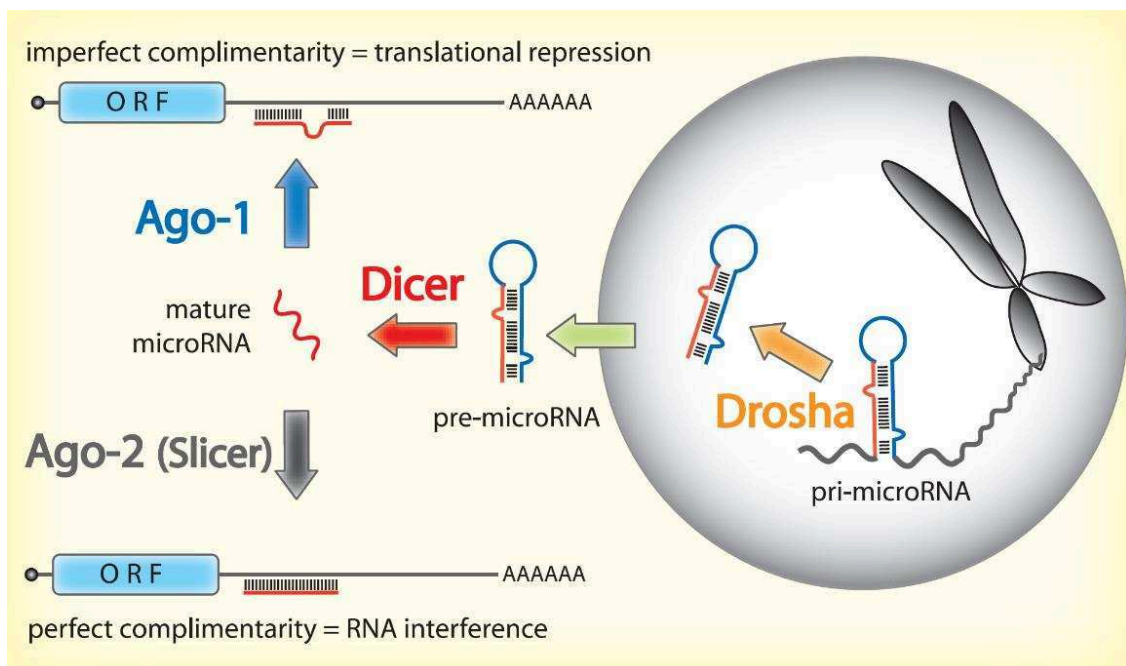 imperfect complimentarity = translational repression
ORF
AAAAAA
Ago-1
Dicer
mature
microRNA
pre-microRNA
Drosha
pri-microRNA
Ago-2 (Slicer)
ORF
AAAAAA
perfect complimentarity = RNA interference